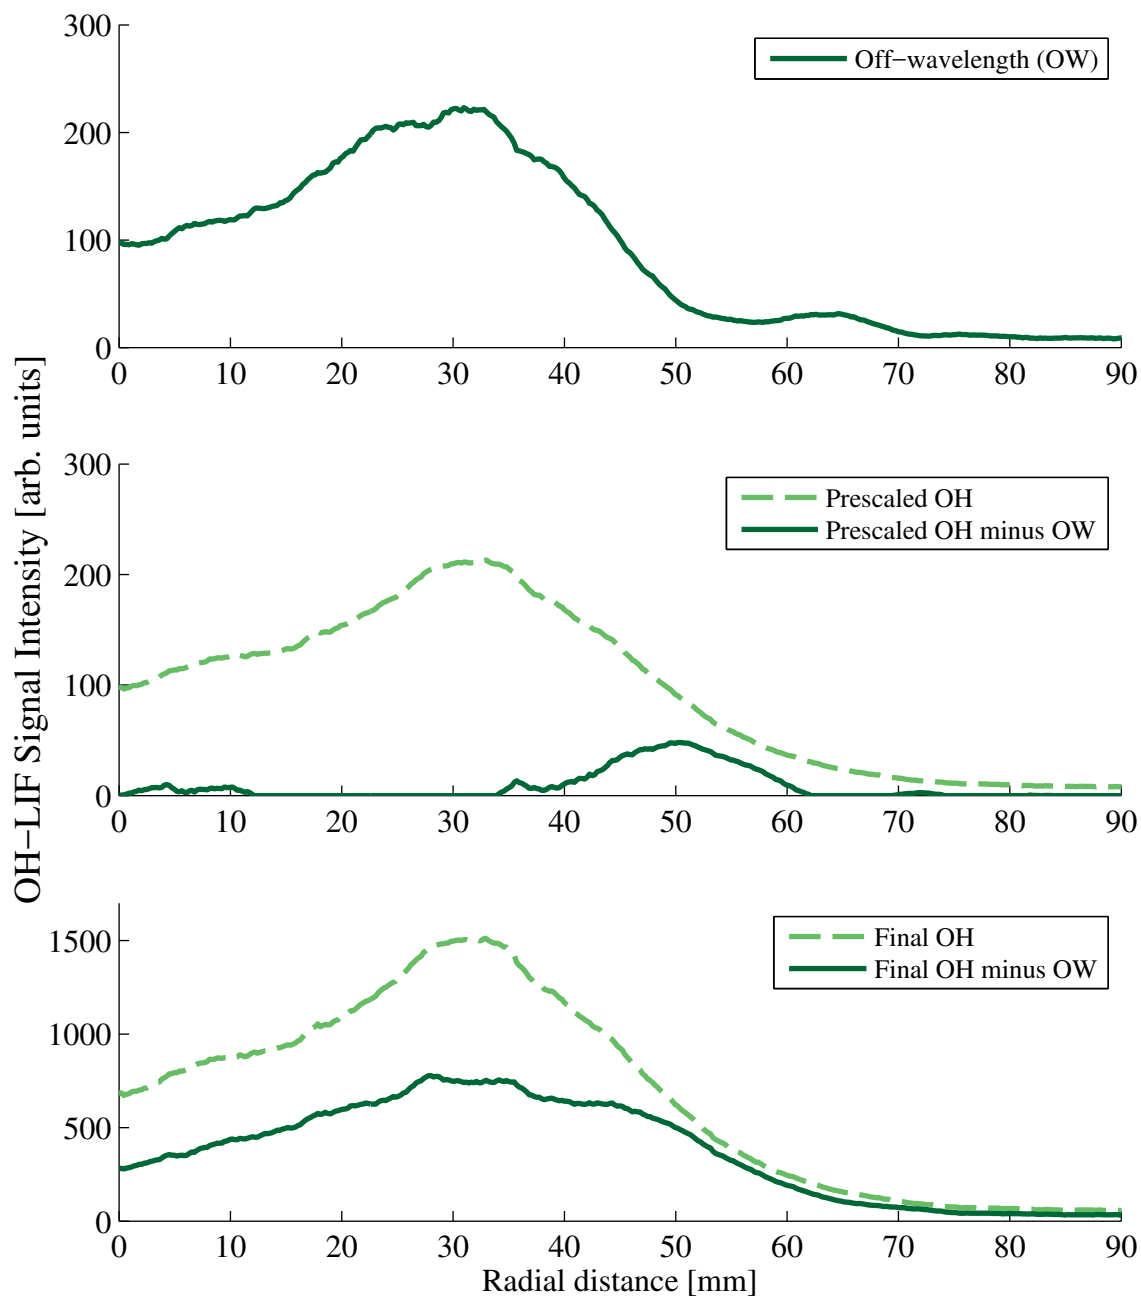 OH−LIF Signal Intensity [arb. units]
300
200
100
0
Off−wavelength (OW)
0 10 20 30 40 50 60 70 80 90
300
200
100
0
Prescaled OH
Prescaled OH minus OW
0 10 20 30 40 50 60 70 80 90
1500
1000
500
0
Final OH
Final OH minus OW
0 10 20 30 40 50 60 70 80 90
Radial distance [mm]